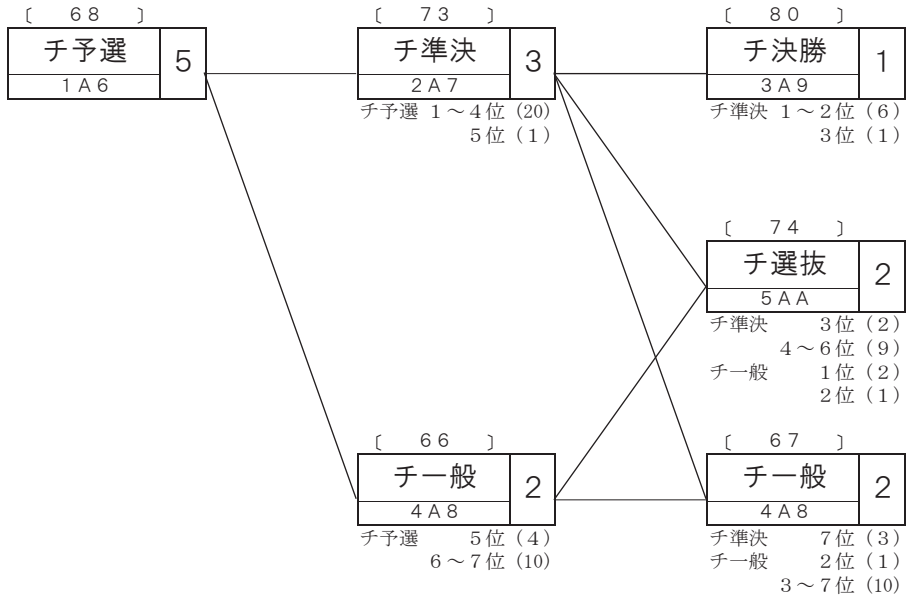 〔 68 〕
チ予選 5
1A6
〔 73 〕
チ準決 3
2A7
チ予選 1～4位（20）
5位（1）
〔 80 〕
チ決勝 1
3A9
チ準決 1～2位（6）
3位（1）
〔 74 〕
チ選抜 2
5AA
チ準決 3位（2）
4～6位（9）
チ一般 1位（2）
2位（1）
〔 66 〕
チ一般 2
4A8
チ予選 5位（4）
6～7位（10）
〔 67 〕
チ一般 2
4A8
チ準決 7位（3）
チ一般 2位（1）
3～7位（10）